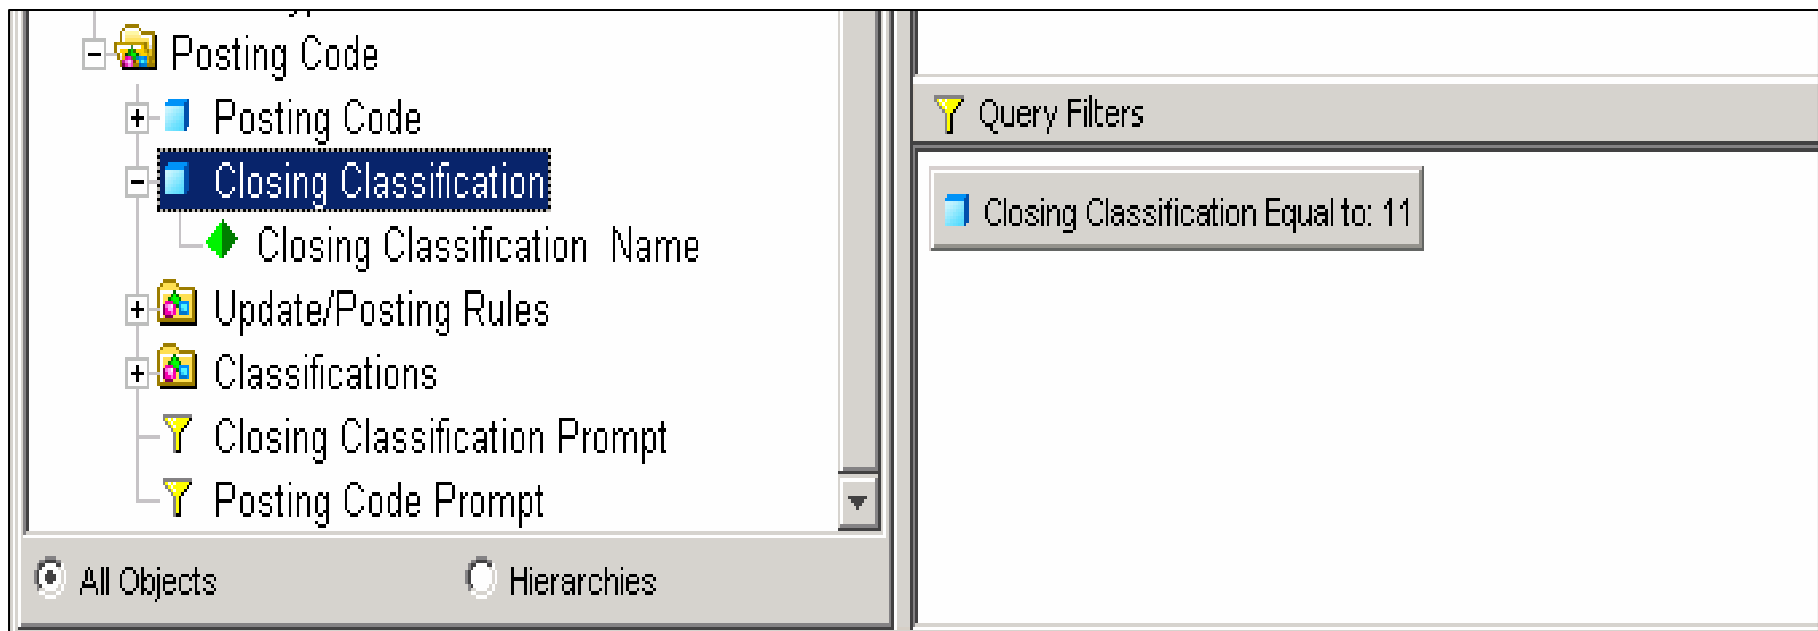 Posting Code
Posting Code
Closing Classification
Closing Classification Name
Update/Posting Rules
Classifications
Closing Classification Prompt
Posting Code Prompt
All Objects Hierarchies
Query Filters
Closing Classification Equal to: 11